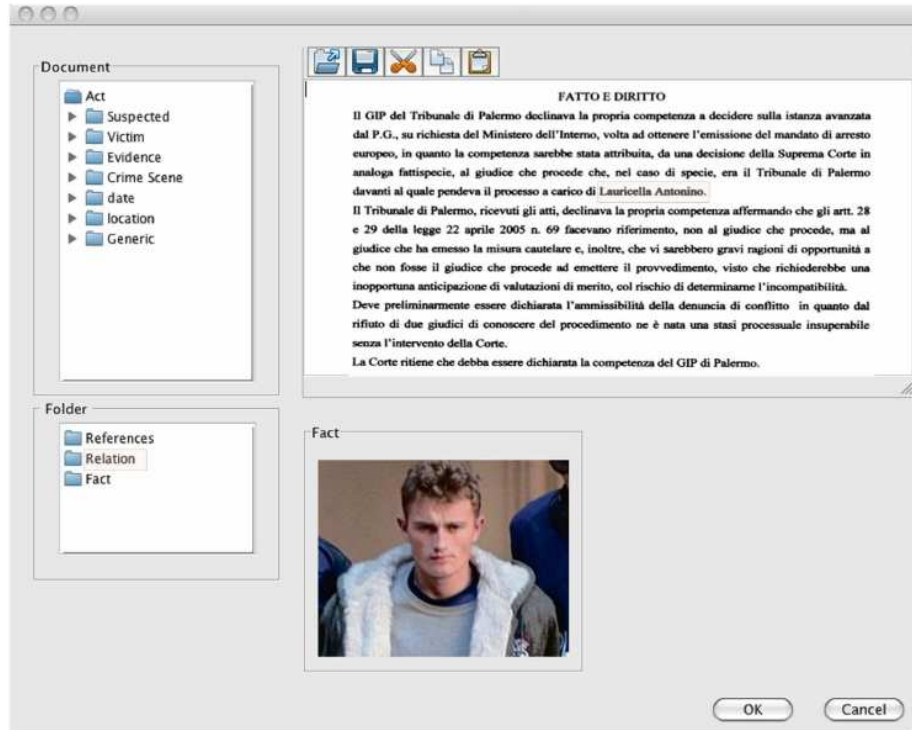 Document
Act
Suspected
Victim
Evidence
Crime Scene
date
location
Generic
FATTO E DIRITTO
Il GIP del Tribunale di Palermo declinava la propria competenza a decidere sulla istanza avanzata
dal P.G., su richiesta del Ministero dell'Interno, volta ad ottenere l'emissione del mandato di arresto
europeo, in quanto la competenza sarebbe stata attribuita, da una decisione della Suprema Corte in
analoga fattispecie, al giudice che procede che, nel caso di specie, era il Tribunale di Palermo
davanti al quale pendeva il processo a carico di Lauricella Antonino.
Il Tribunale di Palermo, ricevuti gli atti, declinava la propria competenza affermando che gli artt. 28
e 29 della legge 22 aprile 2005 n. 69 facevano riferimento, non al giudice che procede, ma al
giudice che ha emesso la misura cautelare e, inoltre, che vi sarebbero gravi ragioni di opportunità a
che non fosse il giudice che procede ad emettere il provvedimento, visto che richiederebbe una
inopportuna anticipazione di valutazioni di merito, col rischio di determinarne l'incompatibilità.
Deve preliminarmente essere dichiarata l'ammissibilità della denuncia di conflitto in quanto dal
rifiuto di due giudici di conoscere del procedimento ne è nata una stasi processuale insuperabile
senza l'intervento della Corte.
La Corte ritiene che debba essere dichiarata la competenza del GIP di Palermo.
Folder
References
Relation
Fact
Fact
OK
Cancel